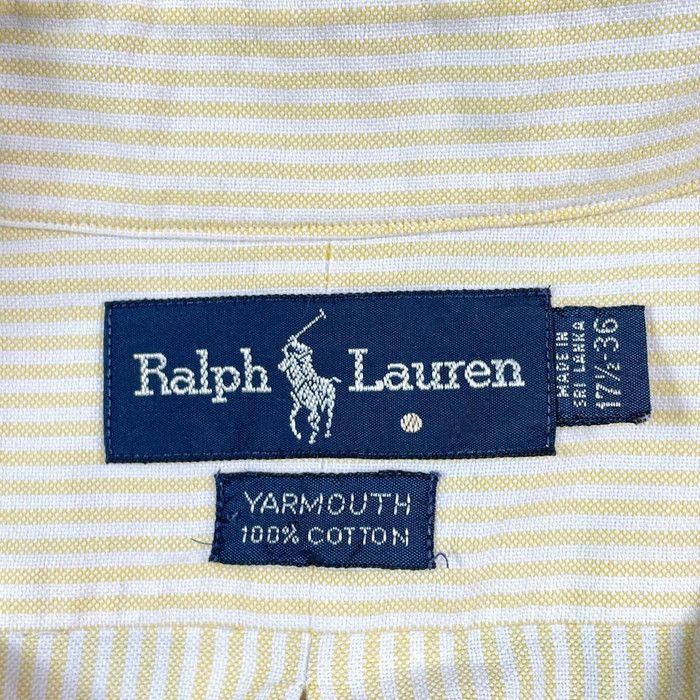 Ralph Lauren
MADE IN
SRI LANKA
17½-36
YARMOUTH
100% COTTON